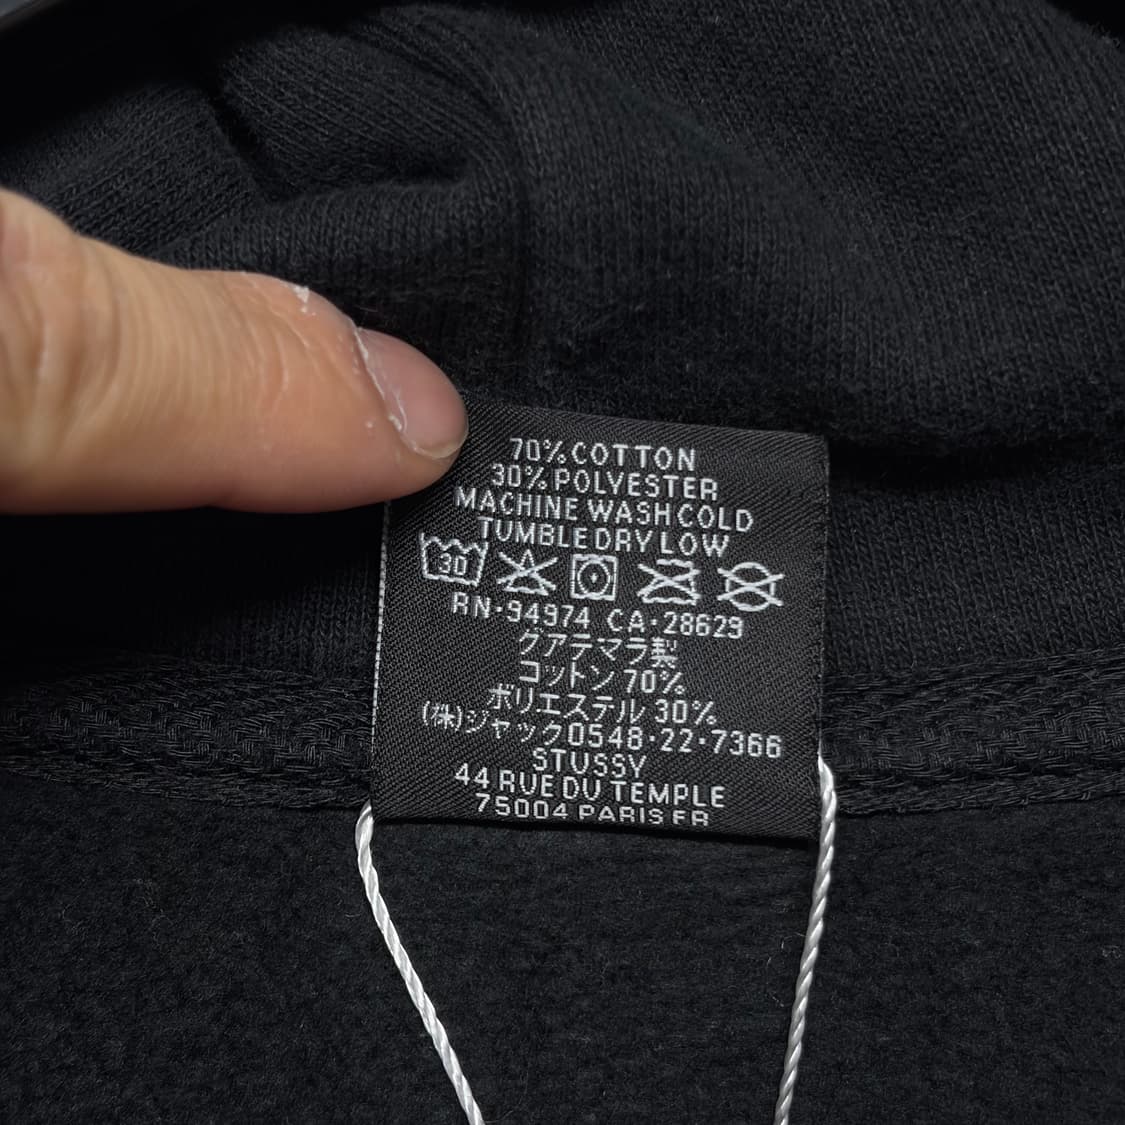 70% COTTON
30% POLYESTER
MACHINE WASH COLD
TUMBLE DRY LOW
30
RN·94974 CA·28629
グアテマラ製
コットン 70%
ポリエステル 30%
(株)ジャック0548·22·7366
STUSSY
44 RUE DU TEMPLE
75004 PARIS FR